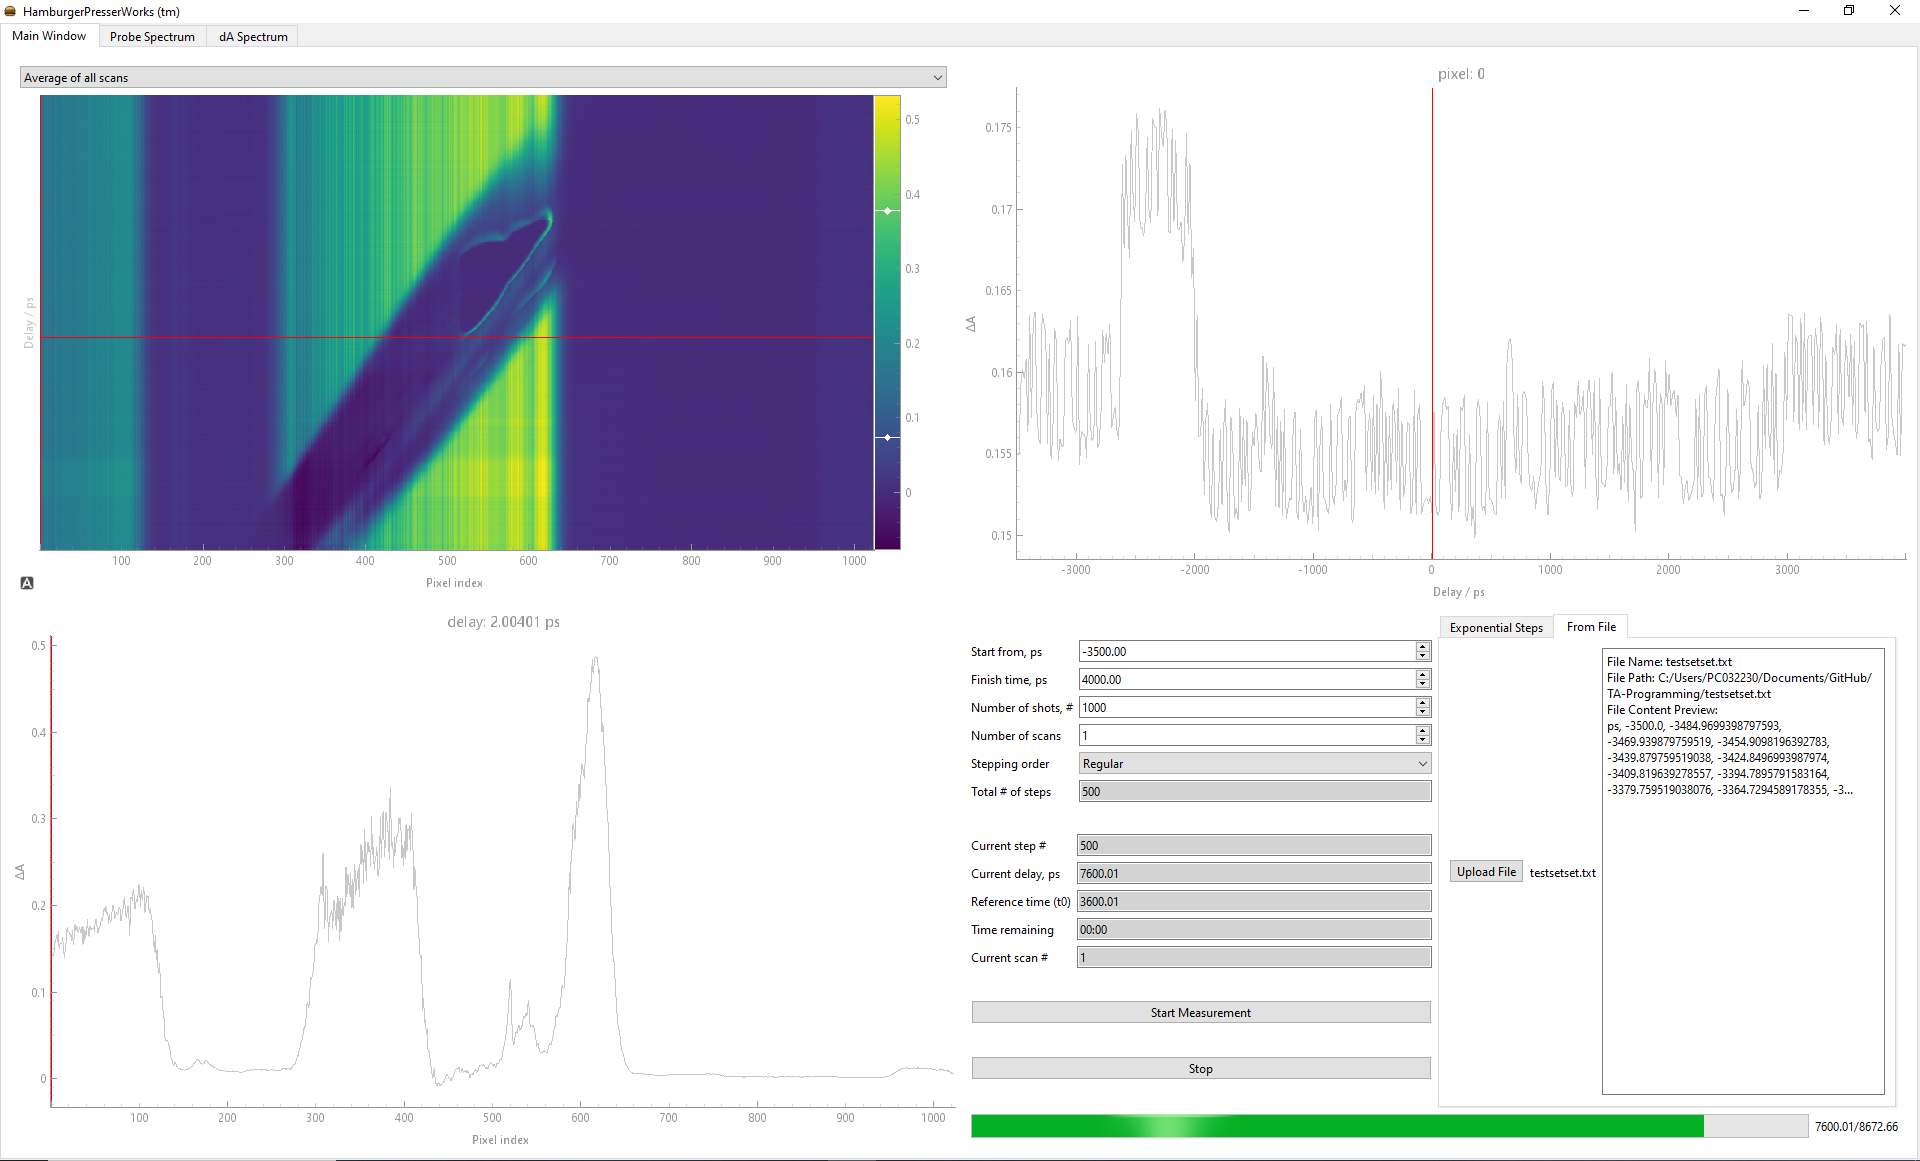 HamburgerPresserWorks (tm)
Main Window
Probe Spectrum
dA Spectrum
Average of all scans
Delay / ps
100 200 300 400 500 600 700 800 900 1000
Pixel index
0.5
0.4
0.3
0.2
0.1
0
A
pixel: 0
0.175
0.17
0.165
0.16
0.155
0.15
ΔA
-3000 -2000 -1000 0 1000 2000 3000
Delay / ps
delay: 2.00401 ps
0.5
0.4
0.3
0.2
0.1
0
ΔA
100 200 300 400 500 600 700 800 900 1000
Pixel index
Start from, ps -3500.00
Finish time, ps 4000.00
Number of shots, # 1000
Number of scans 1
Stepping order Regular
Total # of steps 500
Current step # 500
Current delay, ps 7600.01
Reference time (t0) 3600.01
Time remaining 00:00
Current scan # 1
Start Measurement
Stop
Exponential Steps
From File
Upload File testsetset.txt
File Name: testsetset.txt
File Path: C:/Users/PC032230/Documents/GitHub/
TA-Programming/testsetset.txt
File Content Preview:
ps, -3500.0, -3484.9699398797593,
-3469.939879759519, -3454.9098196392783,
-3439.879759519038, -3424.8496993987974,
-3409.819639278557, -3394.7895791583164,
-3379.759519038076, -3364.7294589178355, -3...
7600.01/8672.66